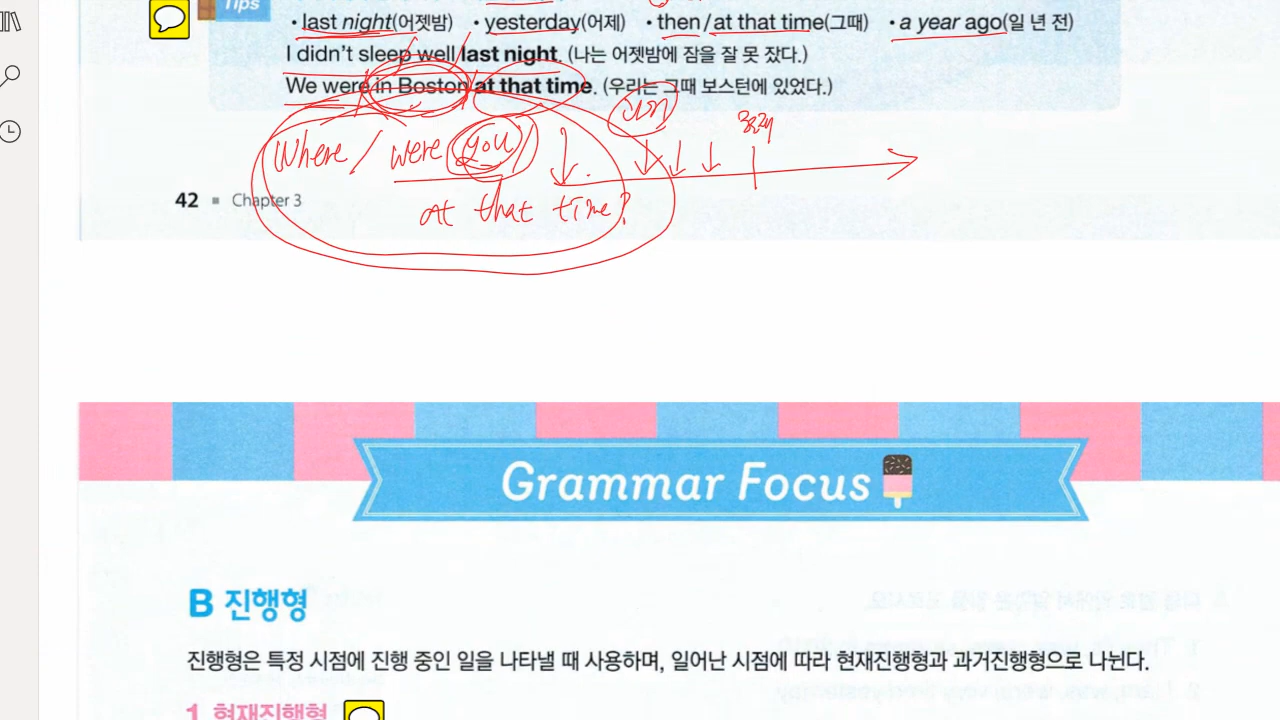 Tips
• last night(어젯밤) • yesterday(어제) • then / at that time(그때) • a year ago(일 년 전)
I didn't sleep well last night. (나는 어젯밤에 잠을 잘 못 잤다.)
We were in Boston at that time. (우리는 그때 보스턴에 있었다.)
Where / were you /
at that time?
42 ■ Chapter 3
Grammar Focus
B 진행형
진행형은 특정 시점에 진행 중인 일을 나타낼 때 사용하며, 일어난 시점에 따라 현재진행형과 과거진행형으로 나뉜다.
1 현재진행형